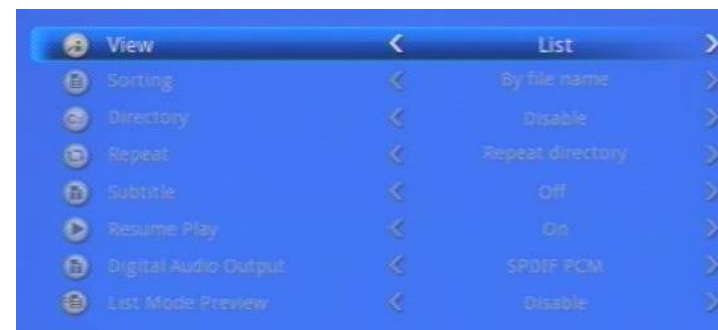 View List
Sorting By file name
Directory Disable
Repeat Repeat directory
Subtitle Off
Resume Play On
Digital Audio Output SPDIF PCM
List Mode Preview Disable